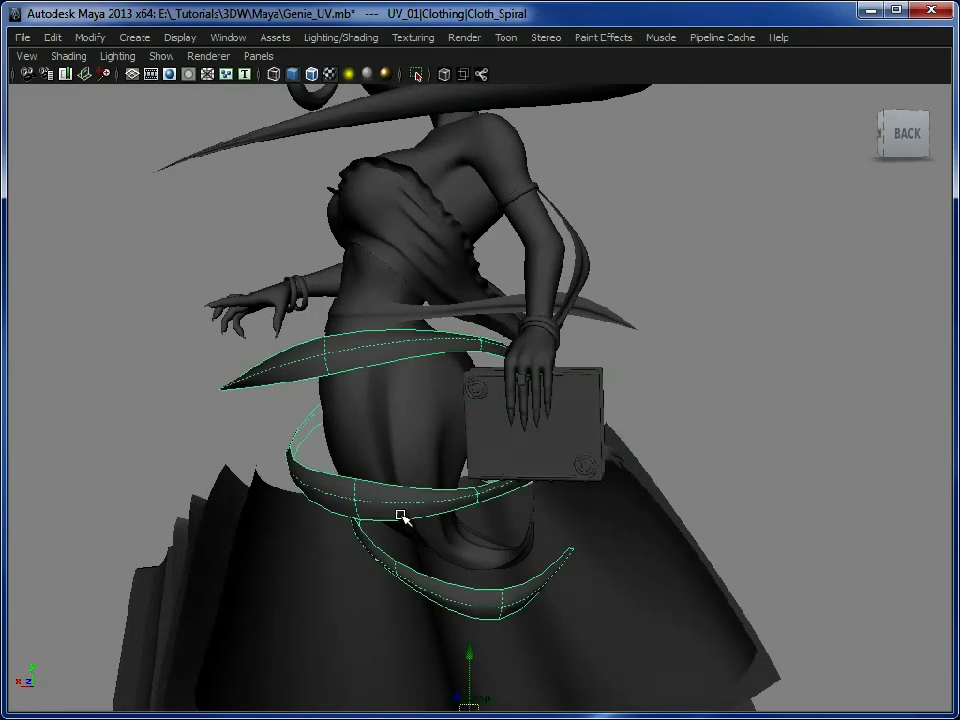 Autodesk Maya 2013 x64: E:\_Tutorials\3DW\Maya\Genie_UV.mb* --- UV_01|Clothing|Cloth_Spiral
File Edit Modify Create Display Window Assets Lighting/Shading Texturing Render Toon Stereo Paint Effects Muscle Pipeline Cache Help
View Shading Lighting Show Renderer Panels
BACK